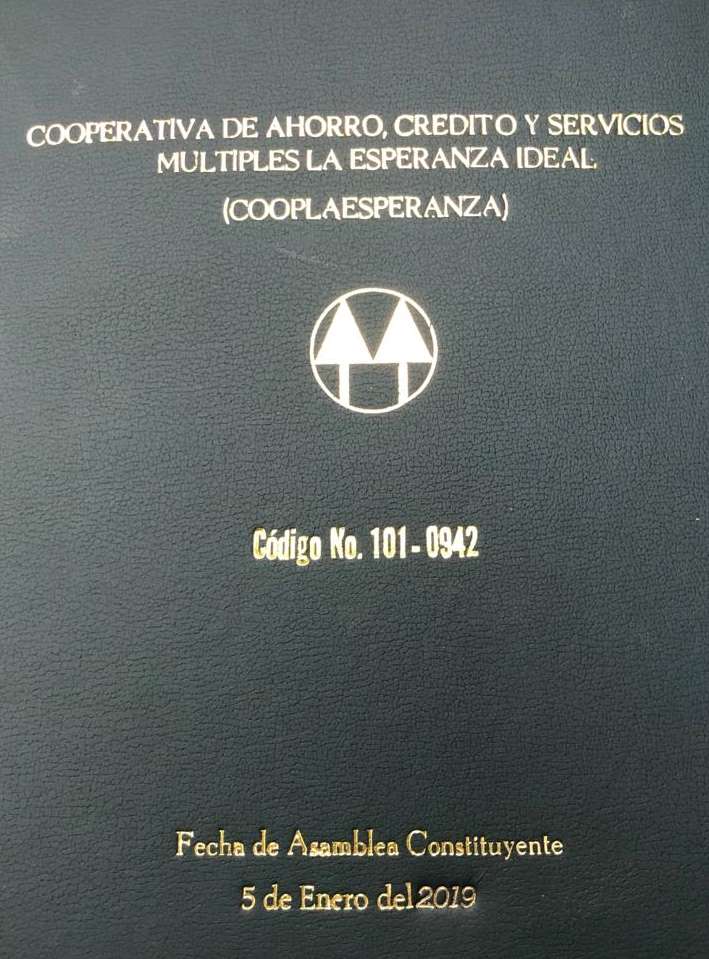 COOPERATIVA DE AHORRO, CREDITO Y SERVICIOS
MULTIPLES LA ESPERANZA IDEAL
(COOPLAESPERANZA)
Código No. 101-0942
Fecha de Asamblea Constituyente
5 de Enero del 2019